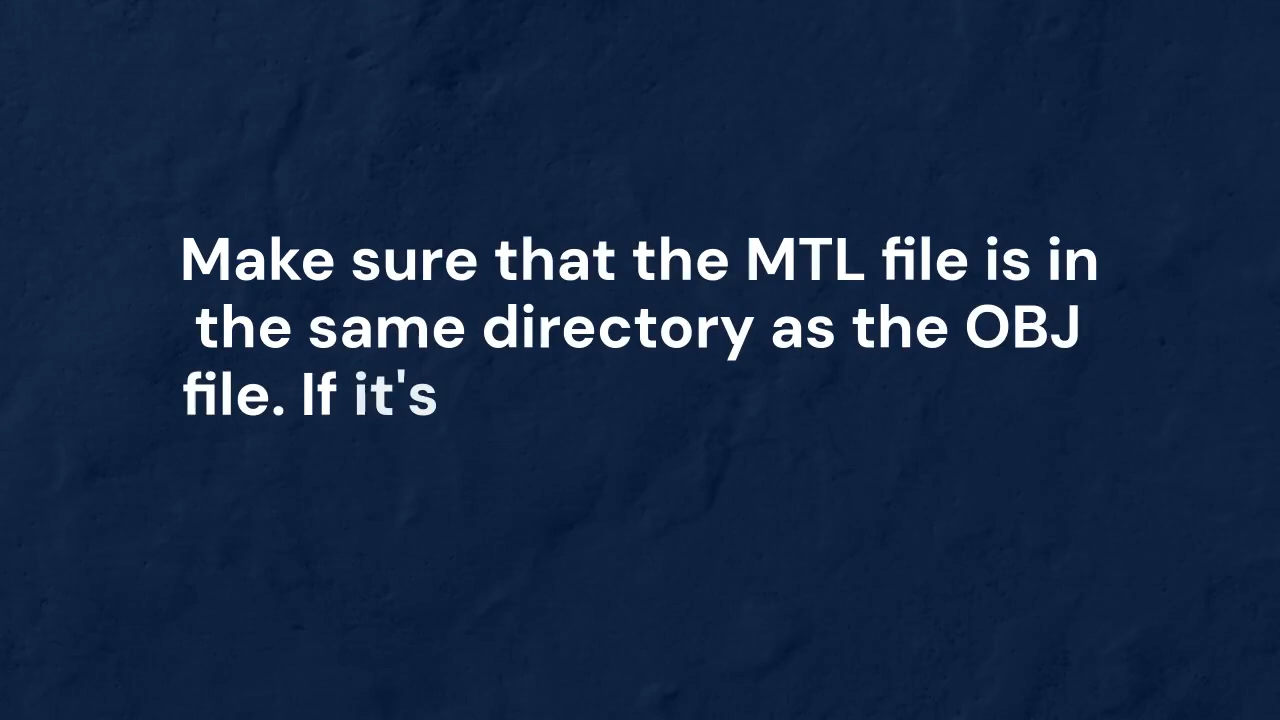 Make sure that the MTL file is in
the same directory as the OBJ
file. If it's